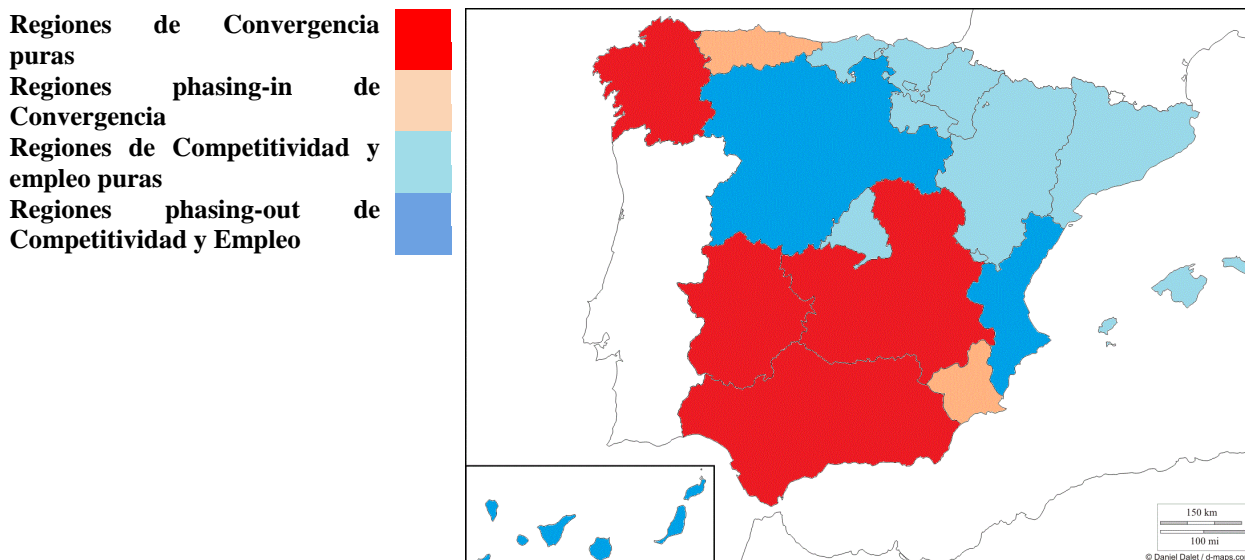 Regiones de Convergencia
puras
Regiones phasing-in de
Convergencia
Regiones de Competitividad y
empleo puras
Regiones phasing-out de
Competitividad y Empleo
150 km
100 mi
© Daniel Dalet / d-maps.co